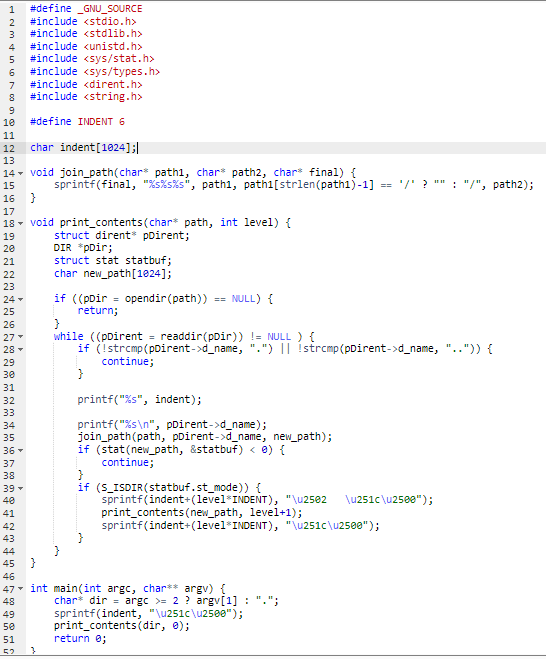 1 #define _GNU_SOURCE
2 #include <stdio.h>
3 #include <stdlib.h>
4 #include <unistd.h>
5 #include <sys/stat.h>
6 #include <sys/types.h>
7 #include <dirent.h>
8 #include <string.h>
9
10 #define INDENT 6
11
12 char indent[1024];
13
14 void join_path(char* path1, char* path2, char* final) {
15     sprintf(final, "%s%s%s", path1, path1[strlen(path1)-1] == '/' ? "" : "/", path2);
16 }
17
18 void print_contents(char* path, int level) {
19     struct dirent* pDirent;
20     DIR *pDir;
21     struct stat statbuf;
22     char new_path[1024];
23
24     if ((pDir = opendir(path)) == NULL) {
25         return;
26     }
27     while ((pDirent = readdir(pDir)) != NULL ) {
28         if (!strcmp(pDirent->d_name, ".") || !strcmp(pDirent->d_name, "..")) {
29             continue;
30         }
31
32         printf("%s", indent);
33
34         printf("%s\n", pDirent->d_name);
35         join_path(path, pDirent->d_name, new_path);
36         if (stat(new_path, &statbuf) < 0) {
37             continue;
38         }
39         if (S_ISDIR(statbuf.st_mode)) {
40             sprintf(indent+(level*INDENT), "\u2502   \u251c\u2500");
41             print_contents(new_path, level+1);
42             sprintf(indent+(level*INDENT), "\u251c\u2500");
43         }
44     }
45 }
46
47 int main(int argc, char** argv) {
48     char* dir = argc >= 2 ? argv[1] : ".";
49     sprintf(indent, "\u251c\u2500");
50     print_contents(dir, 0);
51     return 0;
52 }